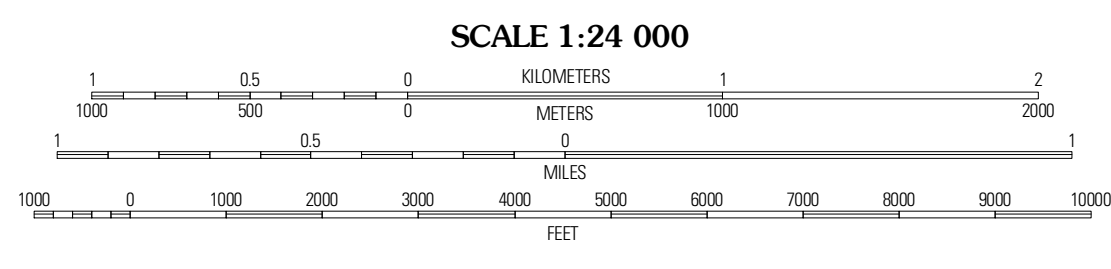 SCALE 1:24 000
1 0.5 0 KILOMETERS 1 2
1000 500 0 METERS 1000 2000
1 0.5 0 1
MILES
1000 0 1000 2000 3000 4000 5000 6000 7000 8000 9000 10000
FEET